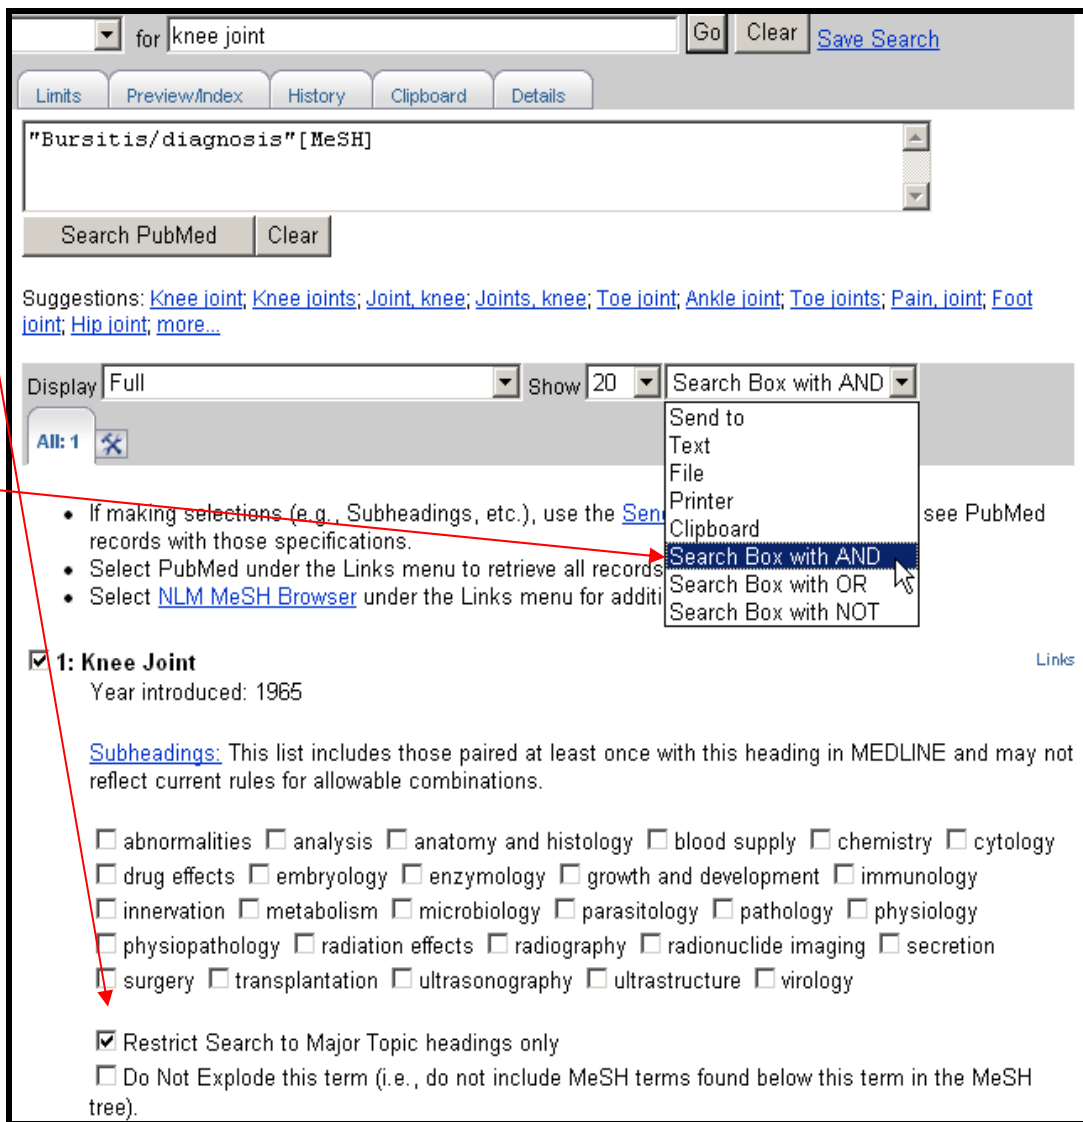 for knee joint Go Clear Save Search
Limits Preview/Index History Clipboard Details
"Bursitis/diagnosis"[MeSH]
Search PubMed Clear
Suggestions: Knee joint; Knee joints; Joint, knee; Joints, knee; Toe joint; Ankle joint; Toe joints; Pain, joint; Foot
joint; Hip joint; more...
Display Full Show 20 Search Box with AND
All: 1
Send to
Text
File
Printer
Clipboard
Search Box with AND
Search Box with OR
Search Box with NOT
• If making selections (e.g., Subheadings, etc.), use the Sen see PubMed
records with those specifications.
• Select PubMed under the Links menu to retrieve all records
• Select NLM MeSH Browser under the Links menu for additi
1: Knee Joint Links
Year introduced: 1965
Subheadings: This list includes those paired at least once with this heading in MEDLINE and may not
reflect current rules for allowable combinations.
abnormalities analysis anatomy and histology blood supply chemistry cytology
drug effects embryology enzymology growth and development immunology
innervation metabolism microbiology parasitology pathology physiology
physiopathology radiation effects radiography radionuclide imaging secretion
surgery transplantation ultrasonography ultrastructure virology
Restrict Search to Major Topic headings only
Do Not Explode this term (i.e., do not include MeSH terms found below this term in the MeSH
tree).